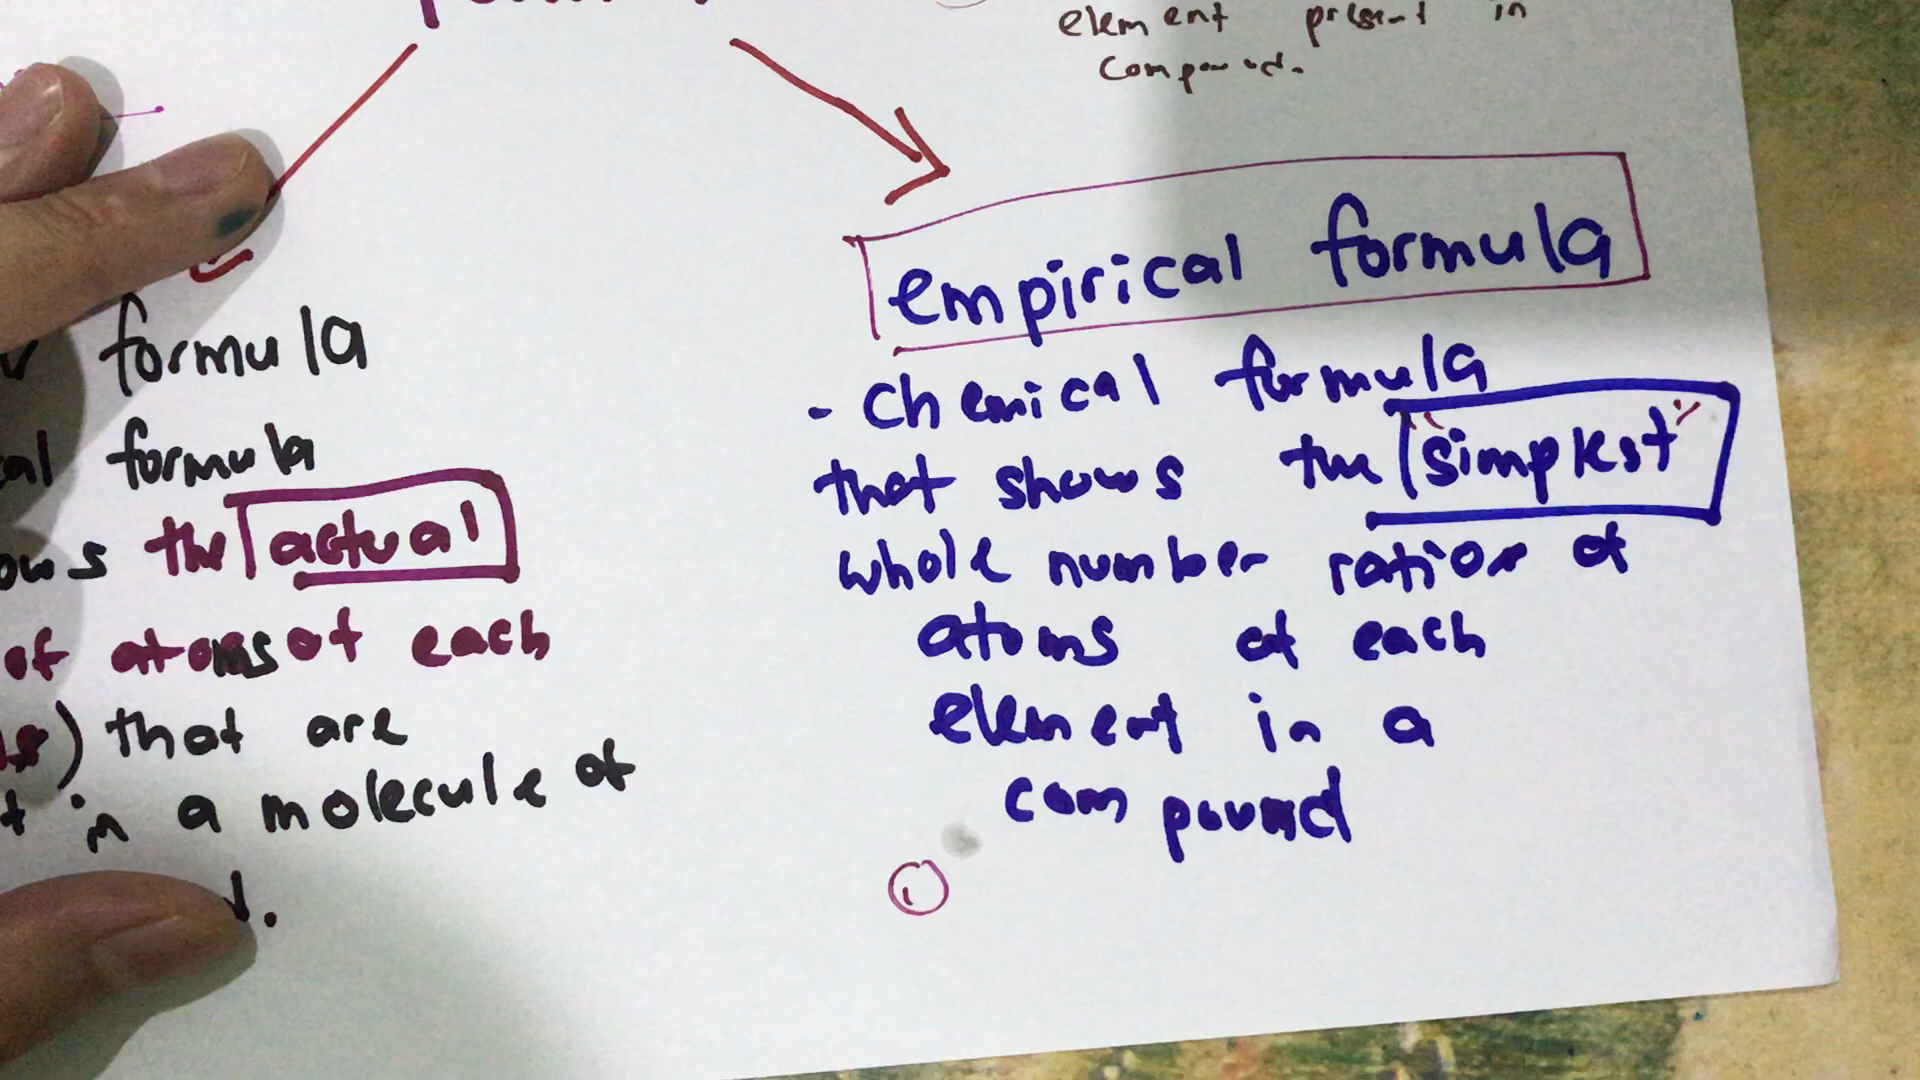 element present in
compound.
empirical formula
- chemical formula
that shows the "simplest"
whole number ratios of
atoms of each
element in a
compound
formula
formula
the actual
of atoms of each
) that are
in a molecule of